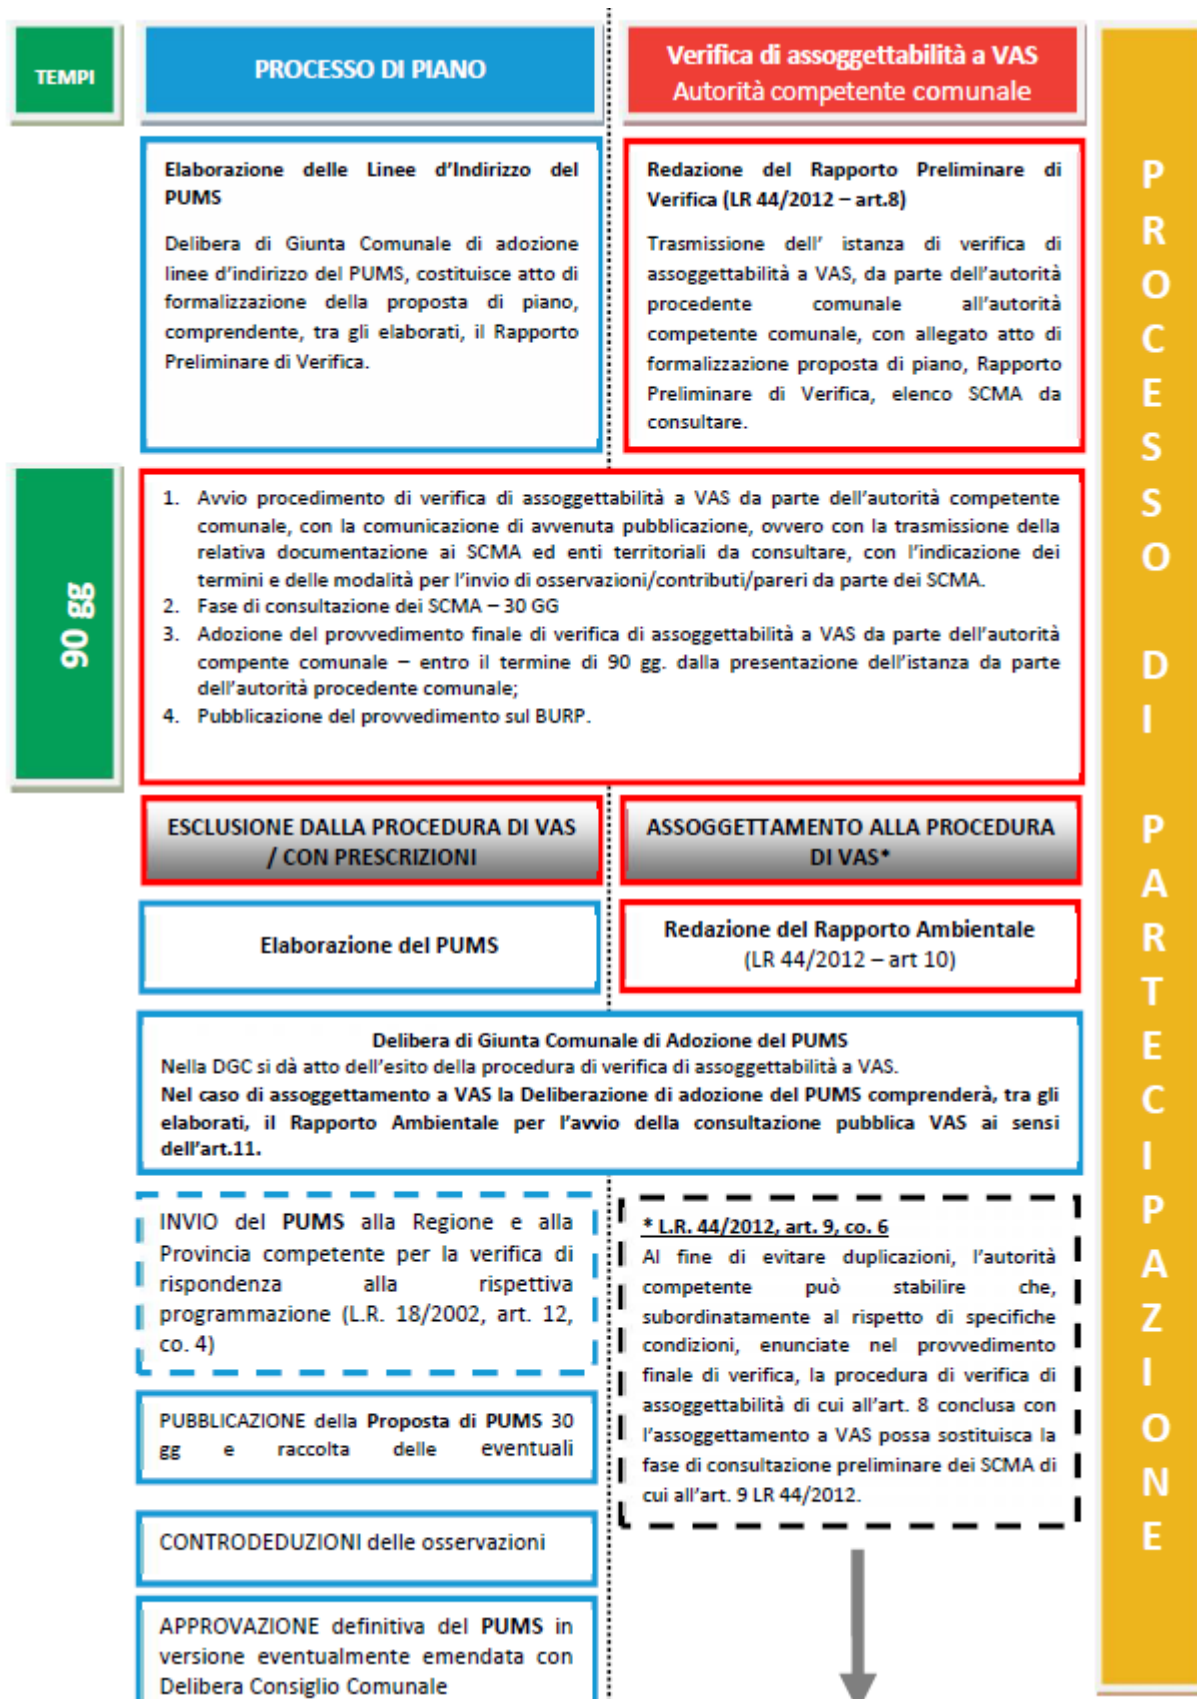 TEMPI
PROCESSO DI PIANO
Verifica di assoggettabilità a VAS
Autorità competente comunale
Elaborazione delle Linee d'Indirizzo del
PUMS
Delibera di Giunta Comunale di adozione
linee d'indirizzo del PUMS, costituisce atto di
formalizzazione della proposta di piano,
comprendente, tra gli elaborati, il Rapporto
Preliminare di Verifica.
Redazione del Rapporto Preliminare di
Verifica (LR 44/2012 – art.8)
Trasmissione dell' istanza di verifica di
assoggettabilità a VAS, da parte dell'autorità
procedente comunale all'autorità
competente comunale, con allegato atto di
formalizzazione proposta di piano, Rapporto
Preliminare di Verifica, elenco SCMA da
consultare.
90 gg
1. Avvio procedimento di verifica di assoggettabilità a VAS da parte dell'autorità competente
comunale, con la comunicazione di avvenuta pubblicazione, ovvero con la trasmissione della
relativa documentazione ai SCMA ed enti territoriali da consultare, con l'indicazione dei
termini e delle modalità per l'invio di osservazioni/contributi/pareri da parte dei SCMA.
2. Fase di consultazione dei SCMA – 30 GG
3. Adozione del provvedimento finale di verifica di assoggettabilità a VAS da parte dell'autorità
compente comunale – entro il termine di 90 gg. dalla presentazione dell'istanza da parte
dell'autorità procedente comunale;
4. Pubblicazione del provvedimento sul BURP.
ESCLUSIONE DALLA PROCEDURA DI VAS
/ CON PRESCRIZIONI
ASSOGGETTAMENTO ALLA PROCEDURA
DI VAS*
Elaborazione del PUMS
Redazione del Rapporto Ambientale
(LR 44/2012 – art 10)
Delibera di Giunta Comunale di Adozione del PUMS
Nella DGC si dà atto dell'esito della procedura di verifica di assoggettabilità a VAS.
Nel caso di assoggettamento a VAS la Deliberazione di adozione del PUMS comprenderà, tra gli
elaborati, il Rapporto Ambientale per l'avvio della consultazione pubblica VAS ai sensi
dell'art.11.
INVIO del PUMS alla Regione e alla
Provincia competente per la verifica di
rispondenza alla rispettiva
programmazione (L.R. 18/2002, art. 12,
co. 4)
PUBBLICAZIONE della Proposta di PUMS 30
gg e raccolta delle eventuali
CONTRODEDUZIONI delle osservazioni
APPROVAZIONE definitiva del PUMS in
versione eventualmente emendata con
Delibera Consiglio Comunale
* L.R. 44/2012, art. 9, co. 6
Al fine di evitare duplicazioni, l'autorità
competente può stabilire che,
subordinatamente al rispetto di specifiche
condizioni, enunciate nel provvedimento
finale di verifica, la procedura di verifica di
assoggettabilità di cui all'art. 8 conclusa con
l'assoggettamento a VAS possa sostituisca la
fase di consultazione preliminare dei SCMA di
cui all'art. 9 LR 44/2012.
PROCESSO DI PARTECIPAZIONE